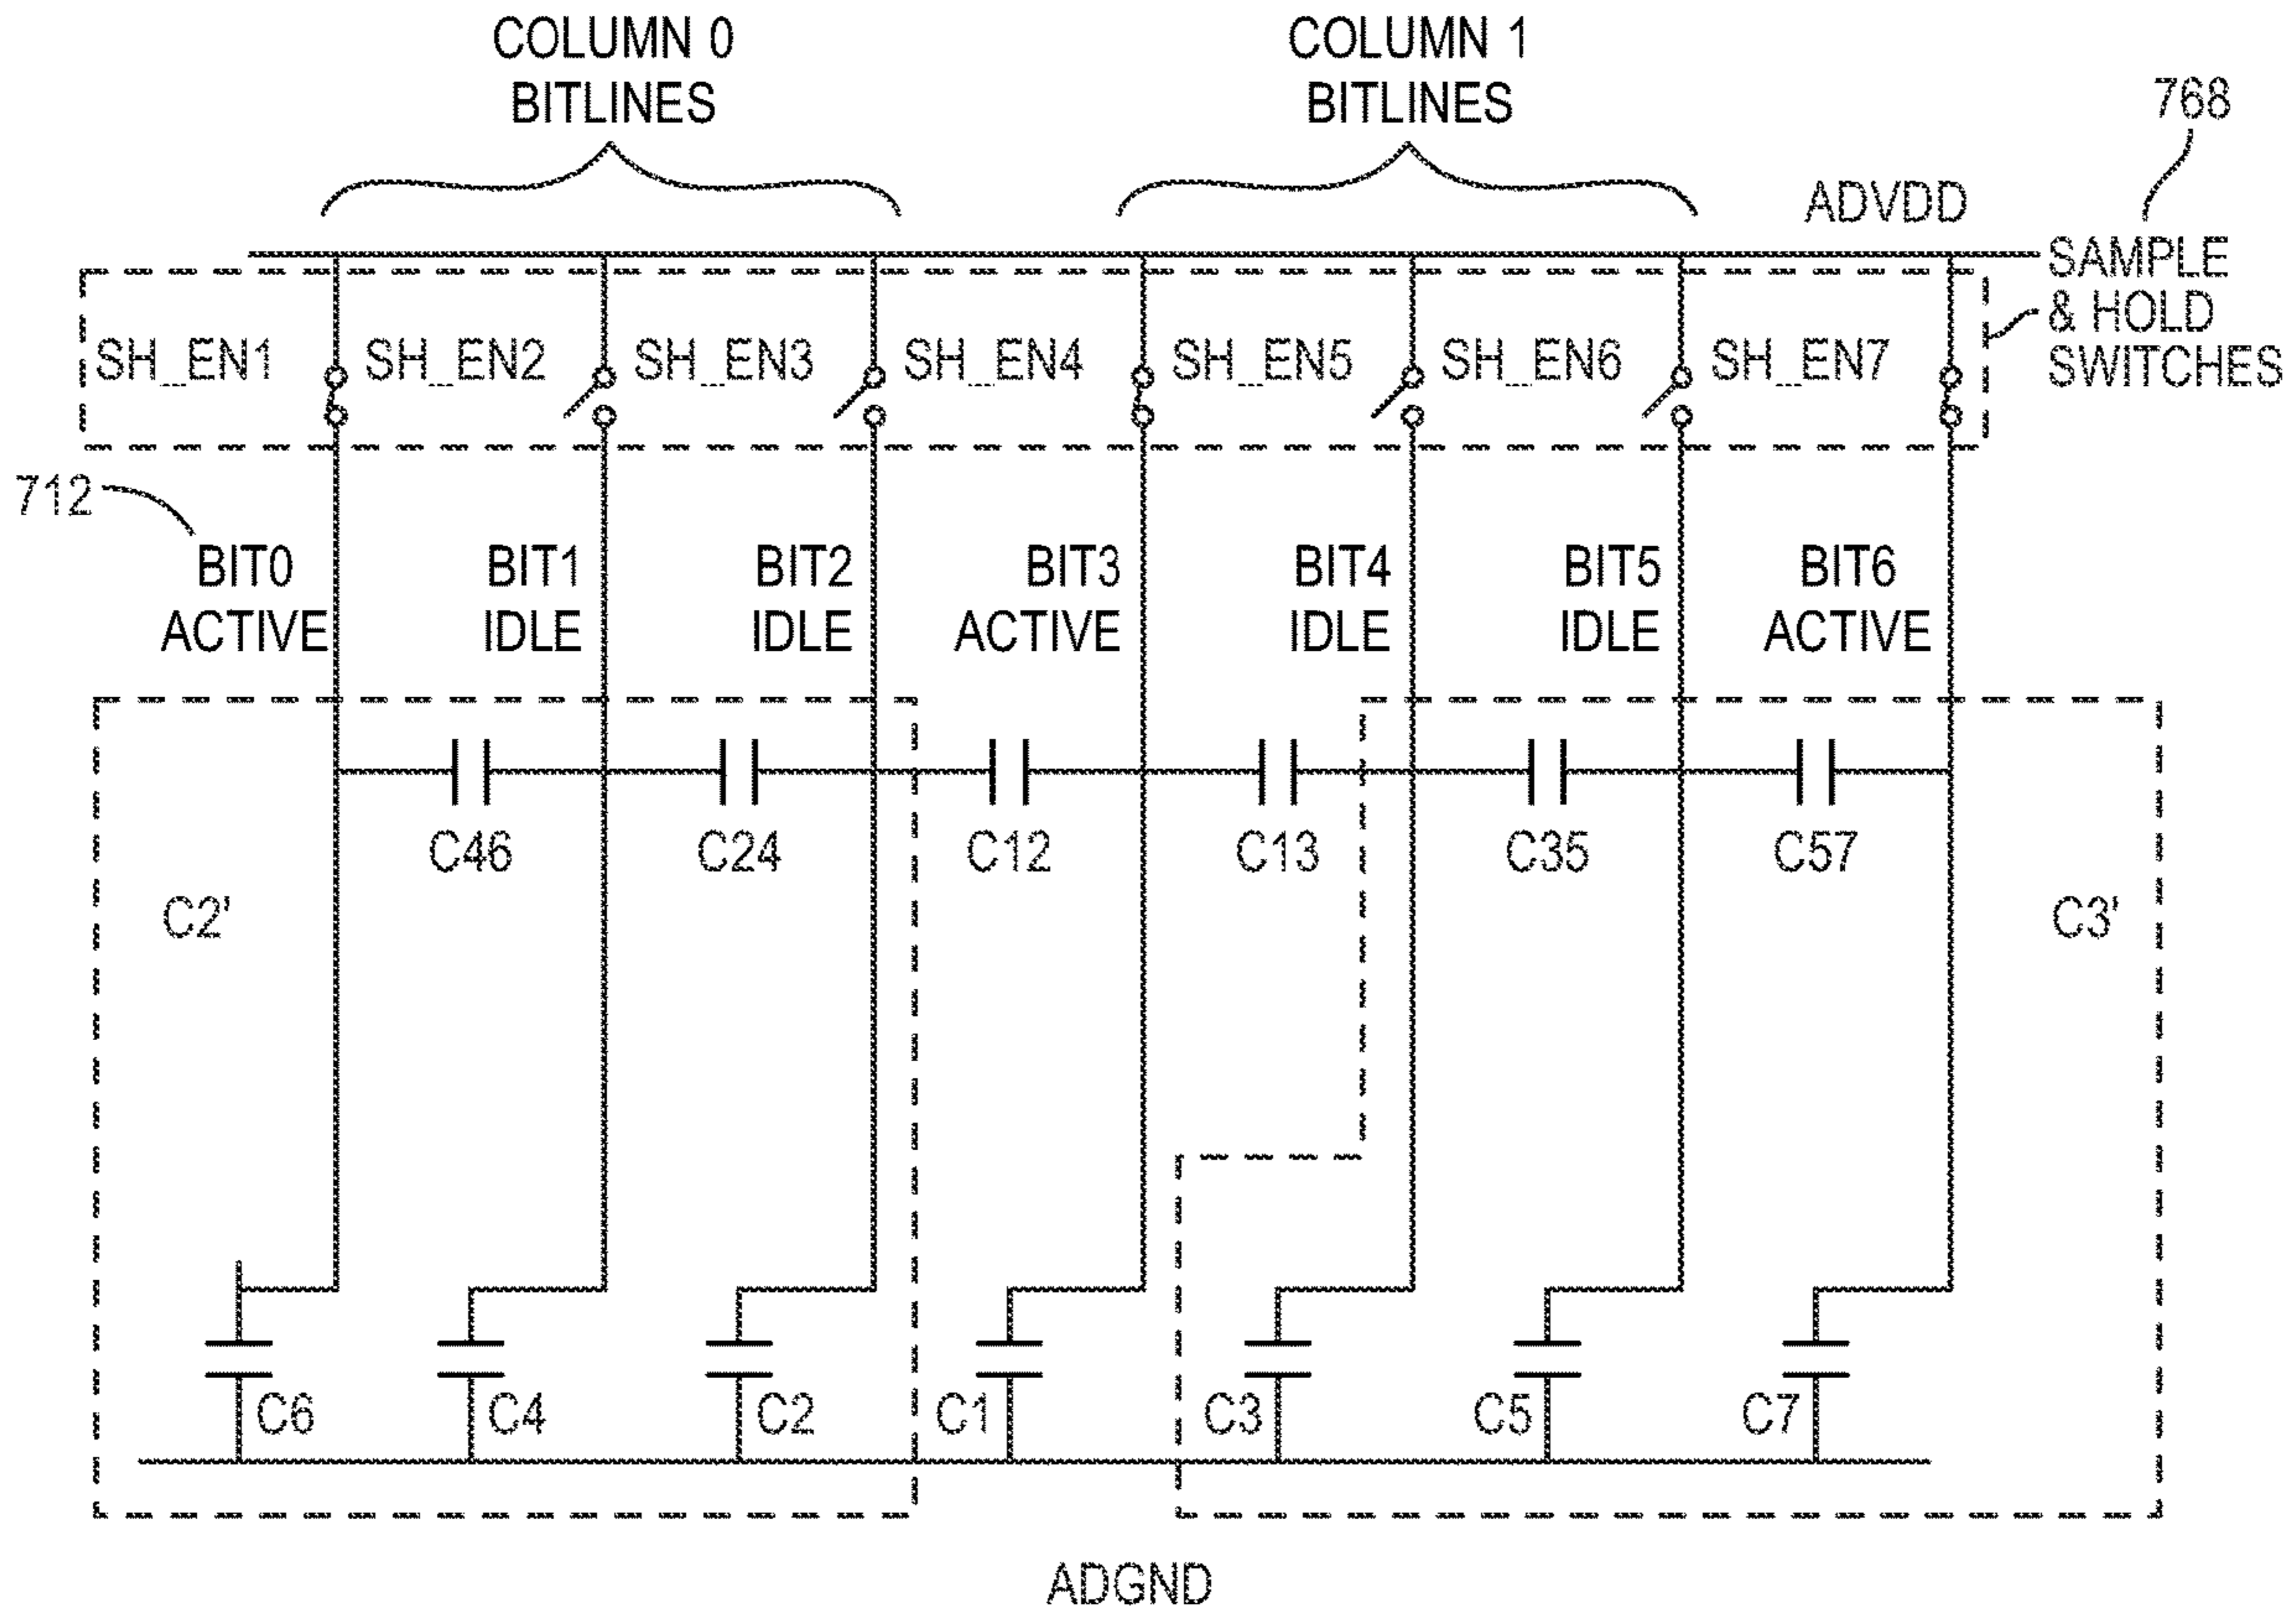 COLUMN 0
BITLINES
COLUMN 1
BITLINES
768
ADVDD
SAMPLE
& HOLD
SWITCHES
SH_EN1 SH_EN2 SH_EN3 SH_EN4 SH_EN5 SH_EN6 SH_EN7
712
BIT0 BIT1 BIT2 BIT3 BIT4 BIT5 BIT6
ACTIVE IDLE IDLE ACTIVE IDLE IDLE ACTIVE
C46 C24 C12 C13 C35 C57
C2' C3'
C6 C4 C2 C1 C3 C5 C7
ADGND